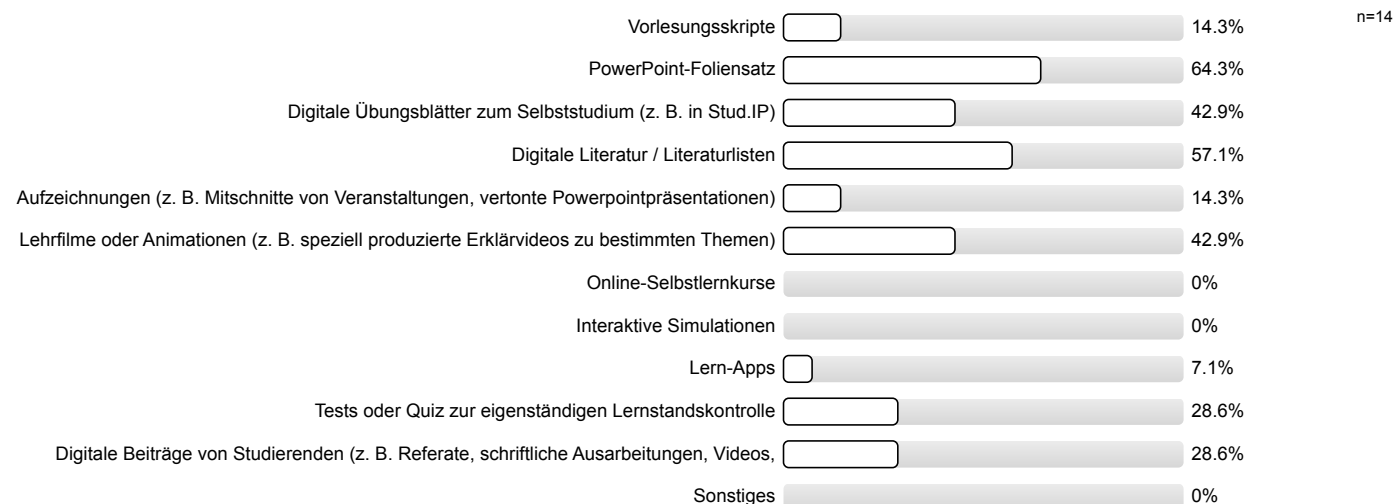 n=14
Vorlesungsskripte 14.3%
PowerPoint-Foliensatz 64.3%
Digitale Übungsblätter zum Selbststudium (z. B. in Stud.IP) 42.9%
Digitale Literatur / Literaturlisten 57.1%
Aufzeichnungen (z. B. Mitschnitte von Veranstaltungen, vertonte Powerpointpräsentationen) 14.3%
Lehrfilme oder Animationen (z. B. speziell produzierte Erklärvideos zu bestimmten Themen) 42.9%
Online-Selbstlernkurse 0%
Interaktive Simulationen 0%
Lern-Apps 7.1%
Tests oder Quiz zur eigenständigen Lernstandskontrolle 28.6%
Digitale Beiträge von Studierenden (z. B. Referate, schriftliche Ausarbeitungen, Videos, 28.6%
Sonstiges 0%